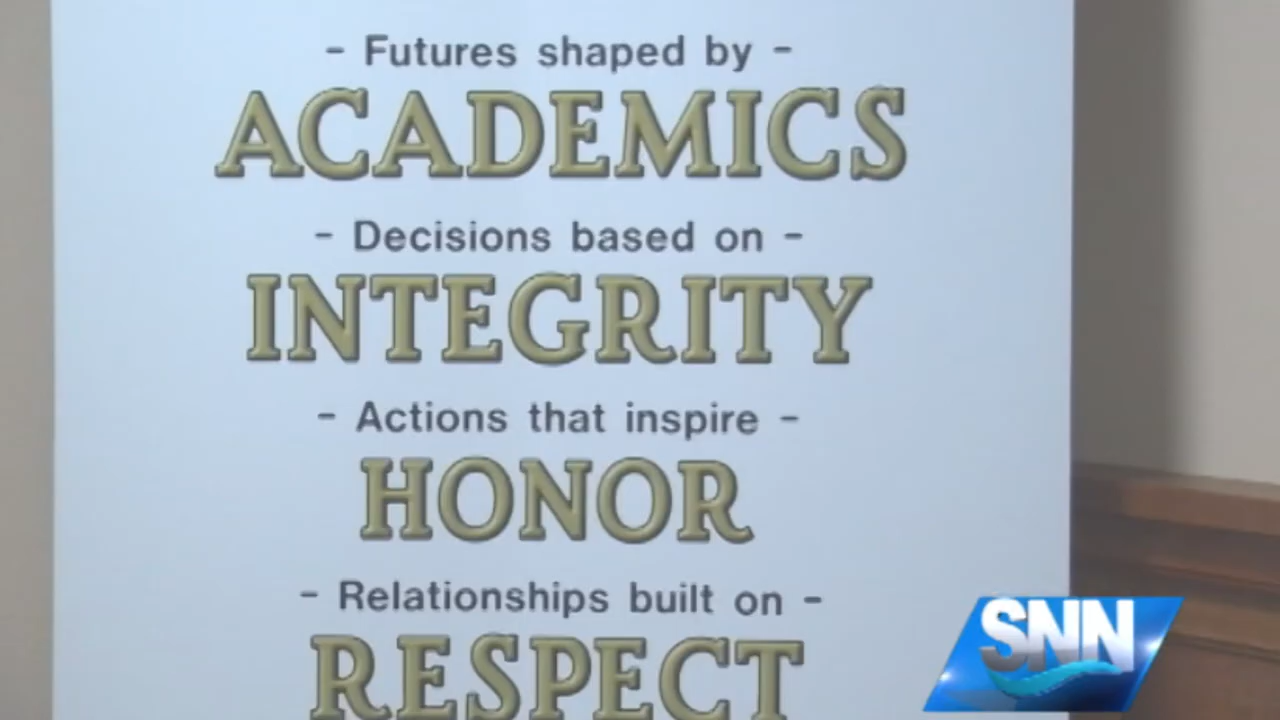 - Futures shaped by -
ACADEMICS
- Decisions based on -
INTEGRITY
- Actions that inspire -
HONOR
- Relationships built on -
RESPECT
SNN